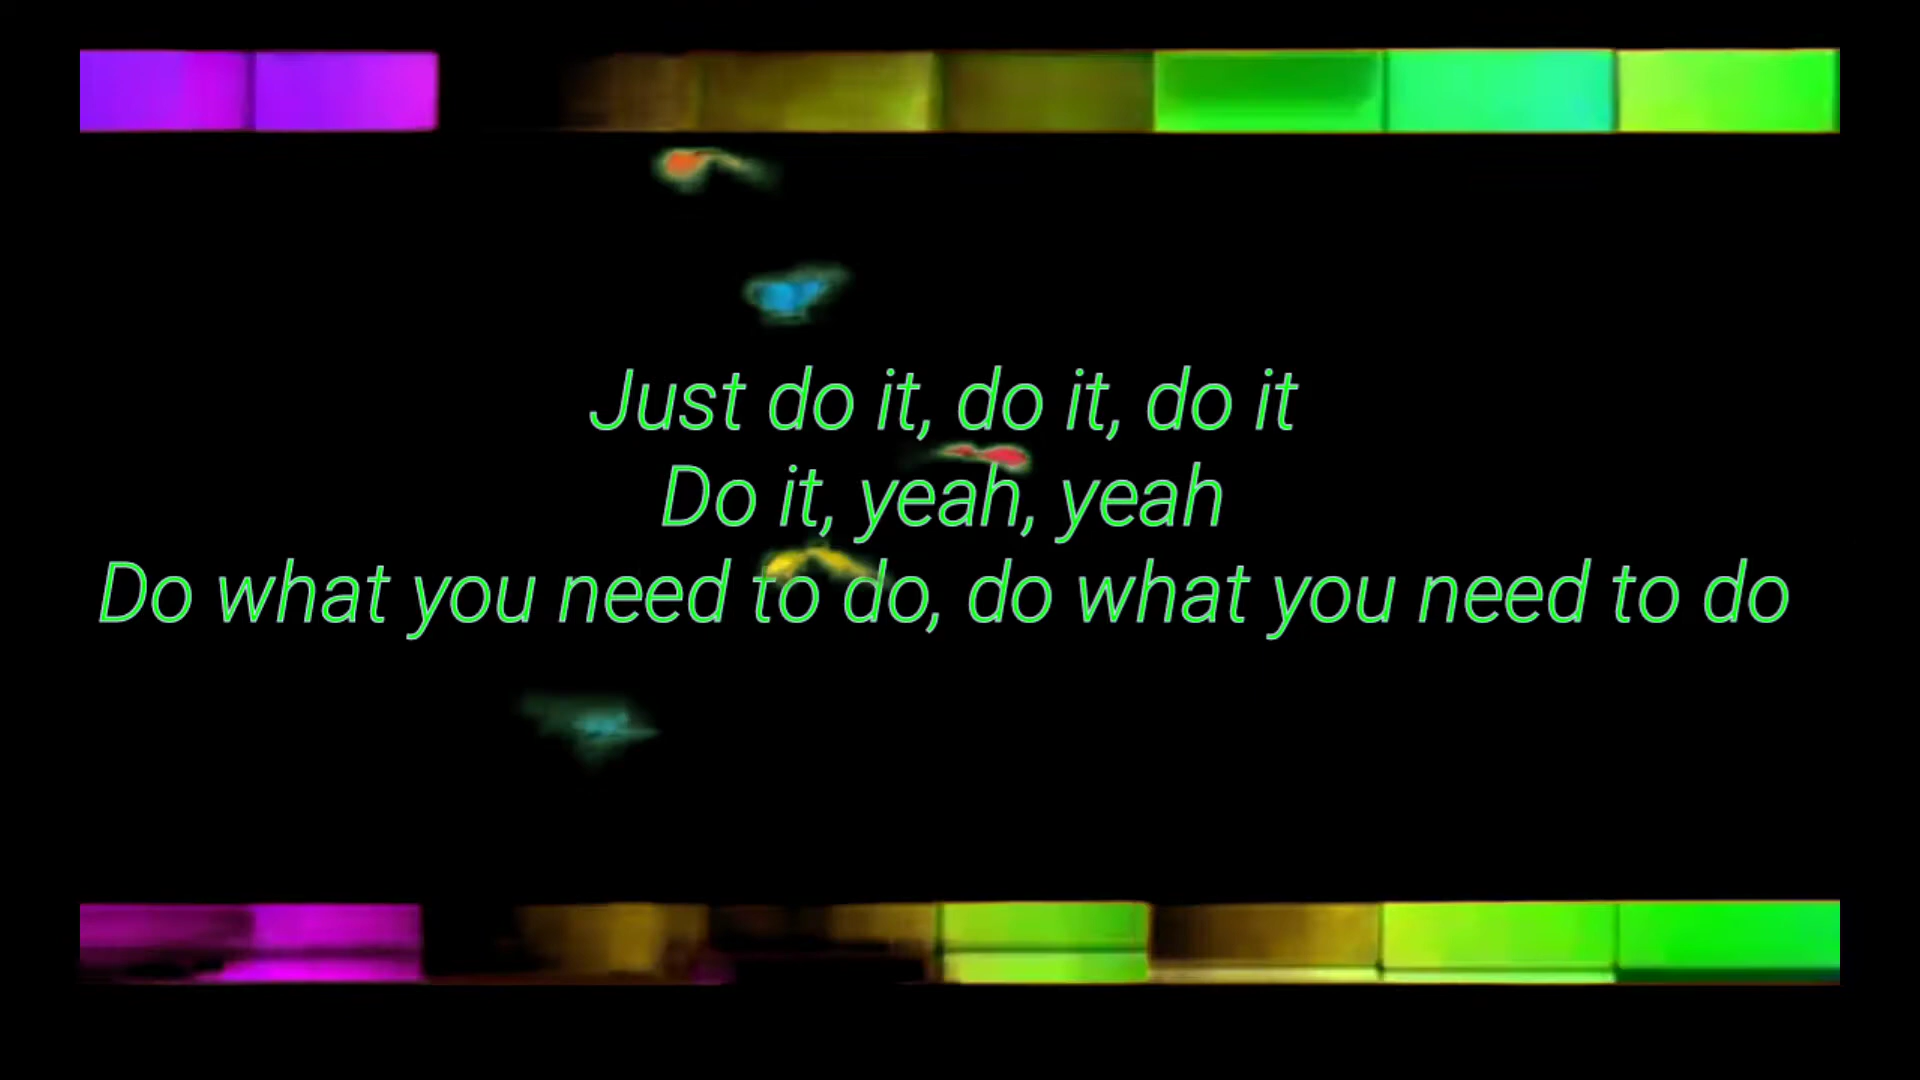 Just do it, do it, do it
Do it, yeah, yeah
Do what you need to do, do what you need to do